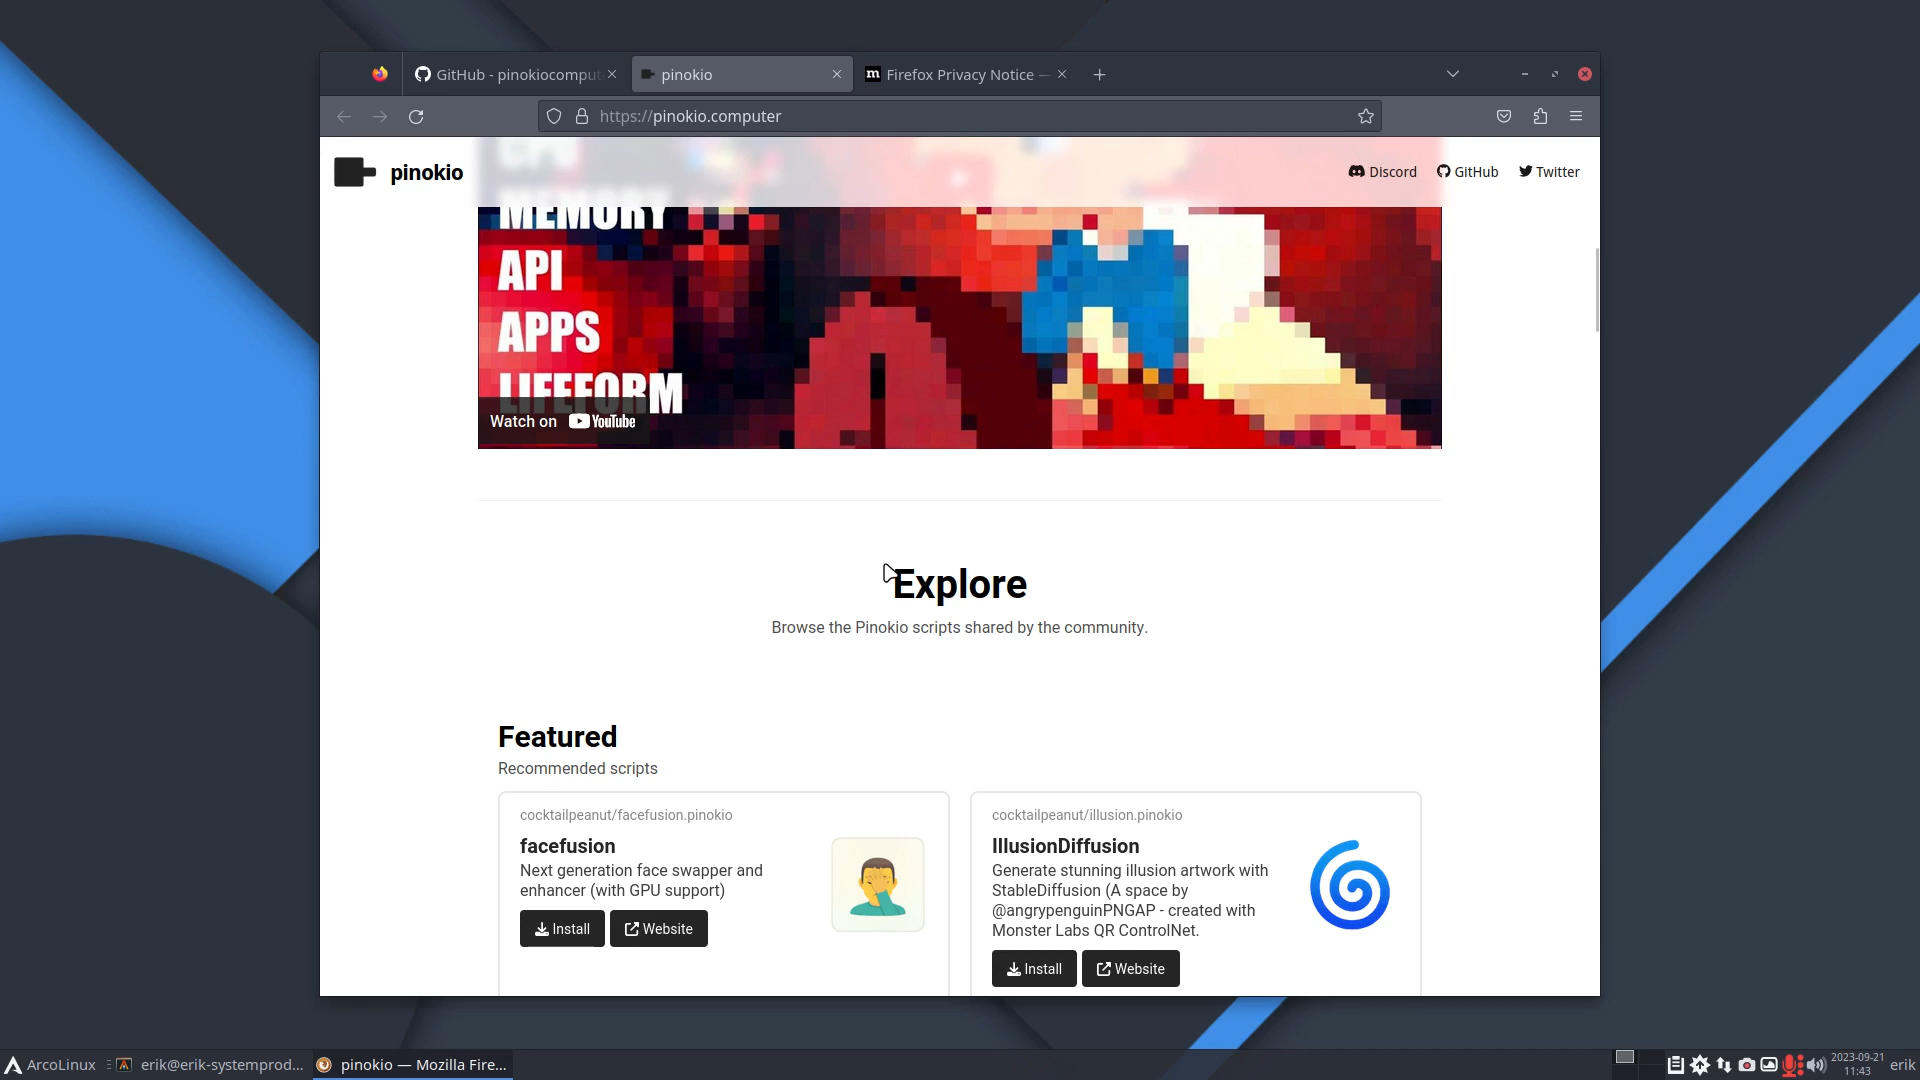 GitHub - pinokiocomput
pinokio
Firefox Privacy Notice —
https://pinokio.computer
pinokio
Discord
GitHub
Twitter
CPU
MEMORY
API
APPS
LIFEFORM
Watch on YouTube
Explore
Browse the Pinokio scripts shared by the community.
Featured
Recommended scripts
cocktailpeanut/facefusion.pinokio
facefusion
Next generation face swapper and
enhancer (with GPU support)
Install
Website
cocktailpeanut/illusion.pinokio
IllusionDiffusion
Generate stunning illusion artwork with
StableDiffusion (A space by
@angrypenguinPNGAP - created with
Monster Labs QR ControlNet.
Install
Website
ArcoLinux
erik@erik-systemprod...
pinokio — Mozilla Fire...
2023-09-21
11:43
erik